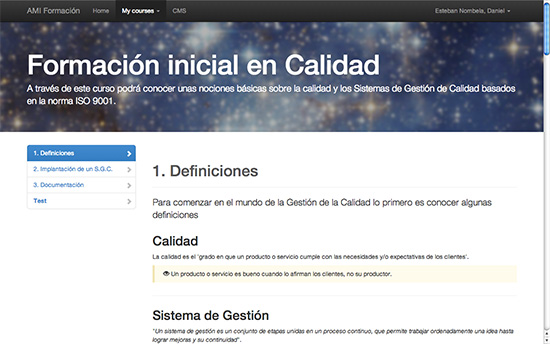 AMI Formación Home My courses CMS Esteban Nombela, Daniel
Formación inicial en Calidad
A través de este curso podrá conocer unas nociones básicas sobre la calidad y los Sistemas de Gestión de Calidad basados
en la norma ISO 9001.
1. Definiciones
2. Implantación de un S.G.C.
3. Documentación
Test
1. Definiciones
Para comenzar en el mundo de la Gestión de la Calidad lo primero es conocer algunas
definiciones
Calidad
La calidad es el 'grado en que un producto o servicio cumple con las necesidades y/o expectativas de los clientes'.
Un producto o servicio es bueno cuando lo afirman los clientes, no su productor.
Sistema de Gestión
"Un sistema de gestión es un conjunto de etapas unidas en un proceso continuo, que permite trabajar ordenadamente una idea hasta
lograr mejoras y su continuidad".